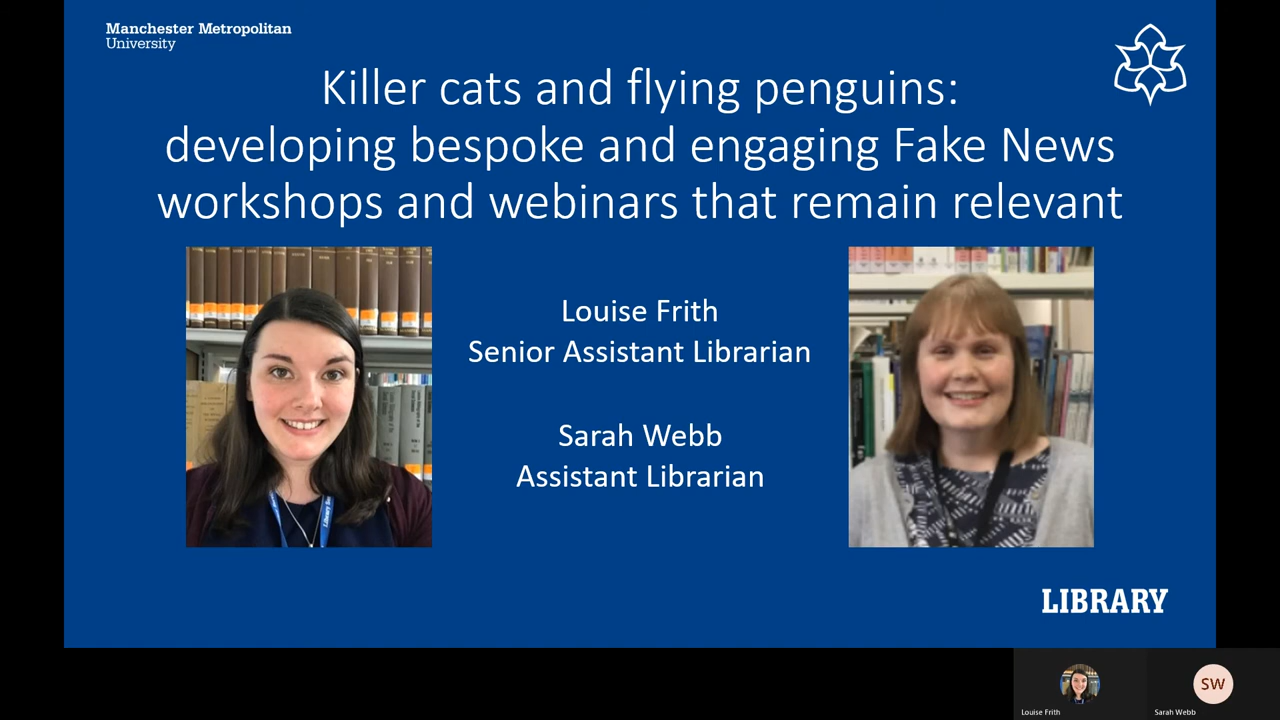 Manchester Metropolitan
University
Killer cats and flying penguins:
developing bespoke and engaging Fake News
workshops and webinars that remain relevant
Louise Frith
Senior Assistant Librarian
Sarah Webb
Assistant Librarian
LIBRARY
SW
Louise Frith
Sarah Webb